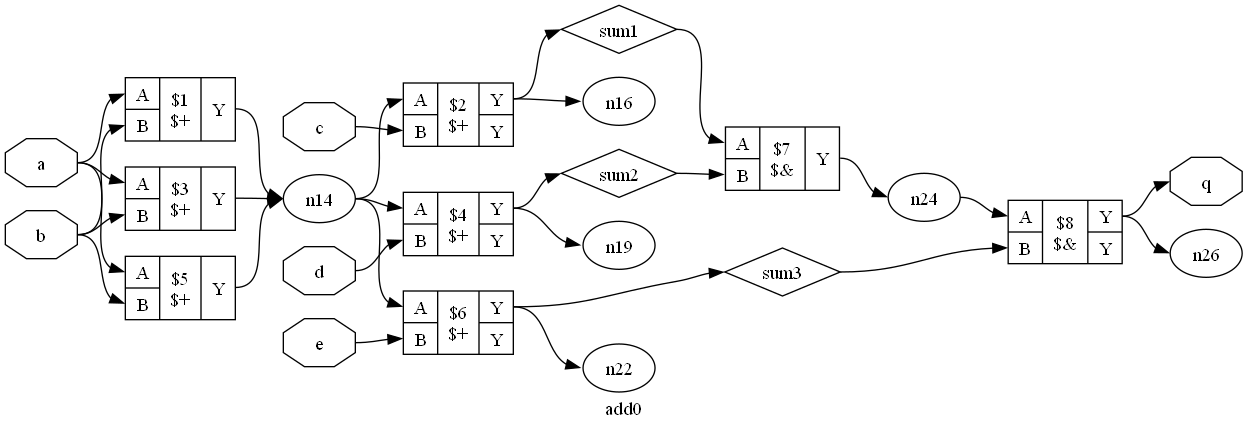 a
b
A
B
$1
$+
Y
A
B
$3
$+
Y
A
B
$5
$+
Y
c
n14
d
e
A
B
$2
$+
Y
Y
A
B
$4
$+
Y
Y
A
B
$6
$+
Y
Y
sum1
n16
sum2
n19
sum3
n22
A
B
$7
$&
Y
n24
A
B
$8
$&
Y
Y
q
n26
add0